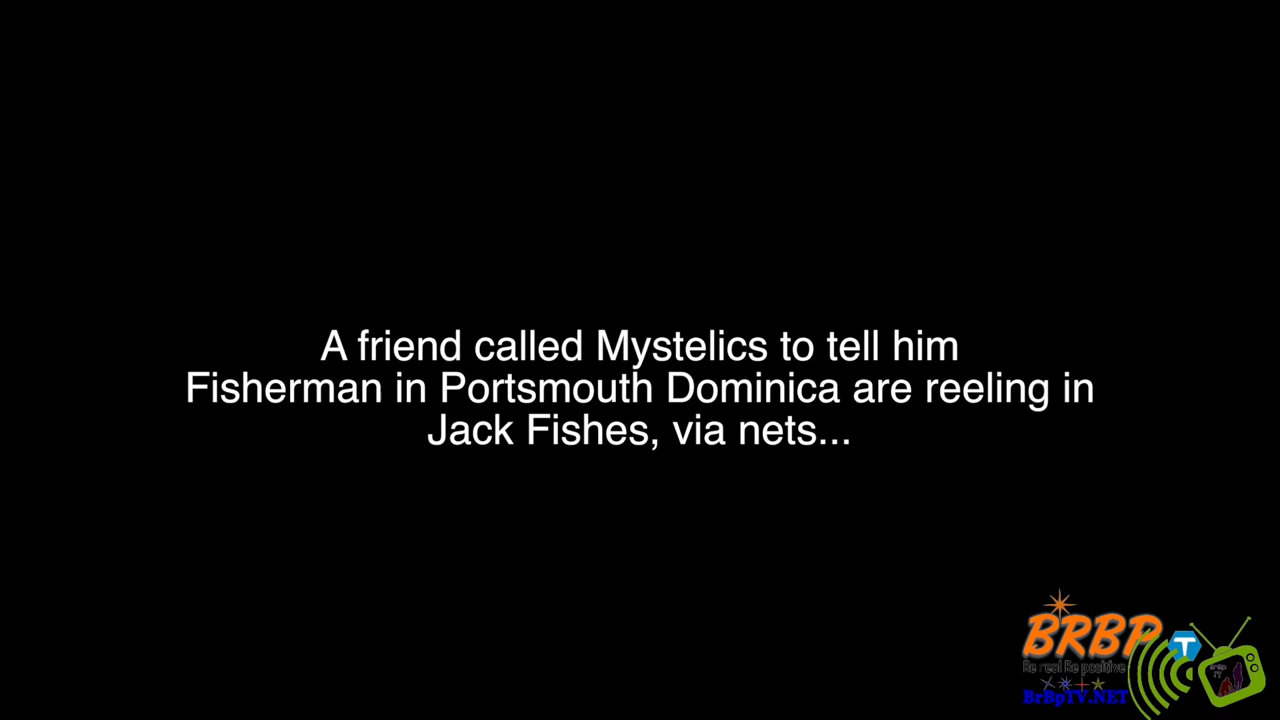 A friend called Mystelics to tell him
Fisherman in Portsmouth Dominica are reeling in
Jack Fishes, via nets...
BRBP T
Be real Be positive
BrBpTV.NET